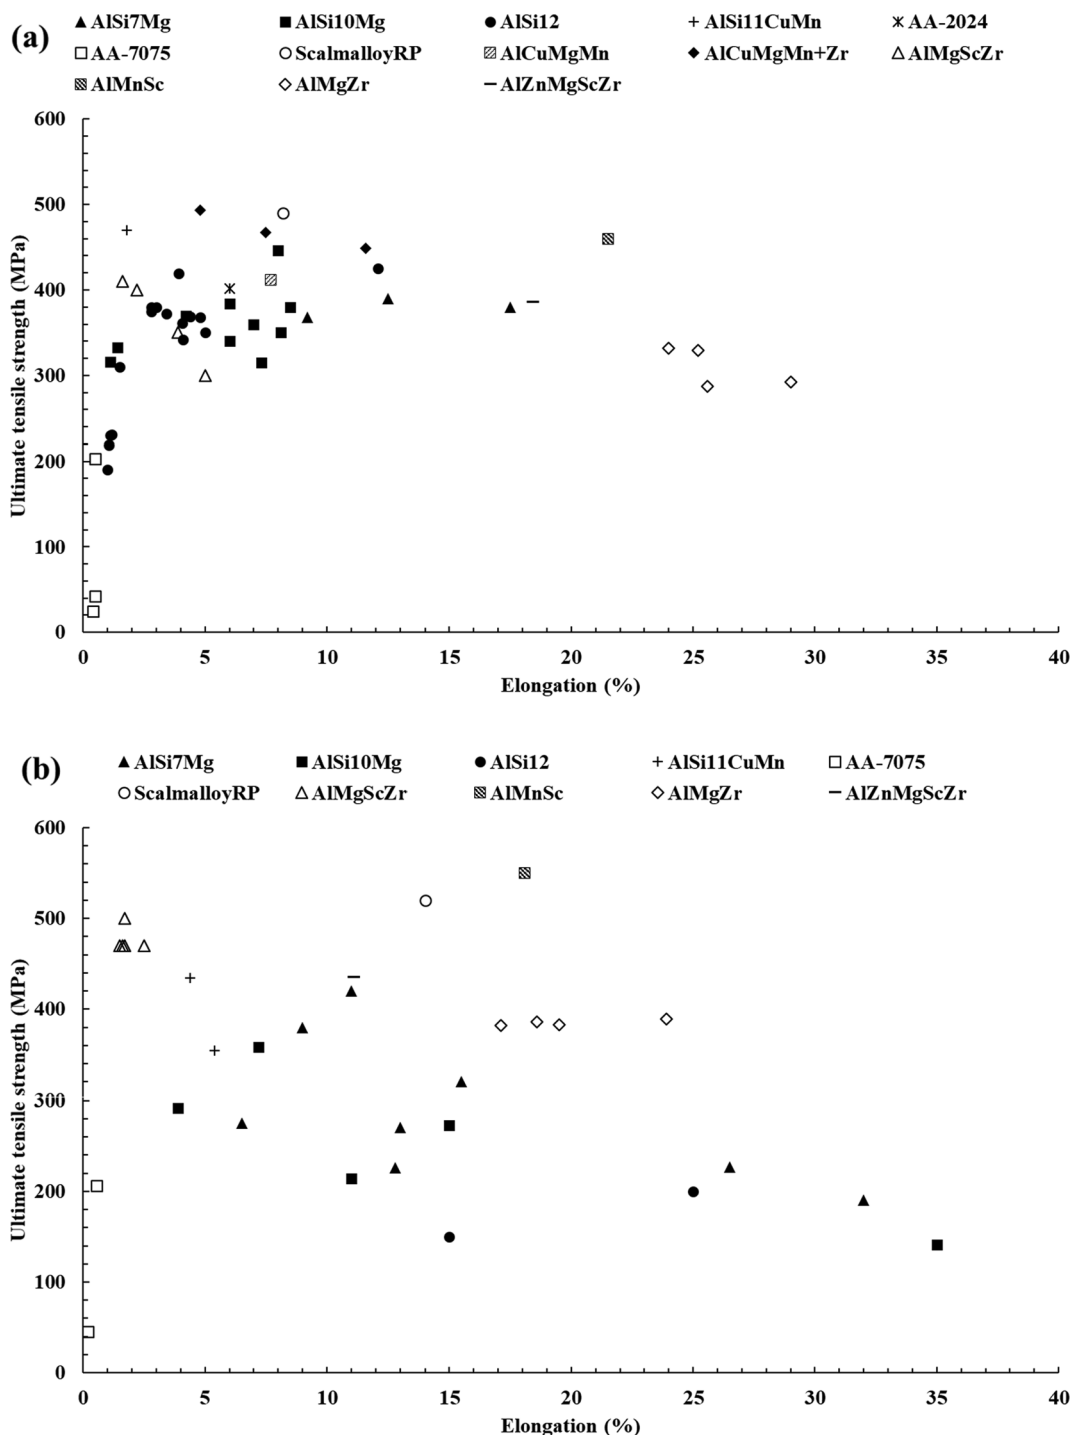 (a)
AlSi7Mg AlSi10Mg AlSi12 AlSi11CuMn AA-2024
AA-7075 ScalmalloyRP AlCuMgMn AlCuMgMn+Zr AlMgScZr
AlMnSc AlMgZr AlZnMgScZr
600
500
400
300
200
100
0
Ultimate tensile strength (MPa)
0 5 10 15 20 25 30 35 40
Elongation (%)
(b)
AlSi7Mg AlSi10Mg AlSi12 AlSi11CuMn AA-7075
ScalmalloyRP AlMgScZr AlMnSc AlMgZr AlZnMgScZr
600
500
400
300
200
100
0
Ultimate tensile strength (MPa)
0 5 10 15 20 25 30 35 40
Elongation (%)